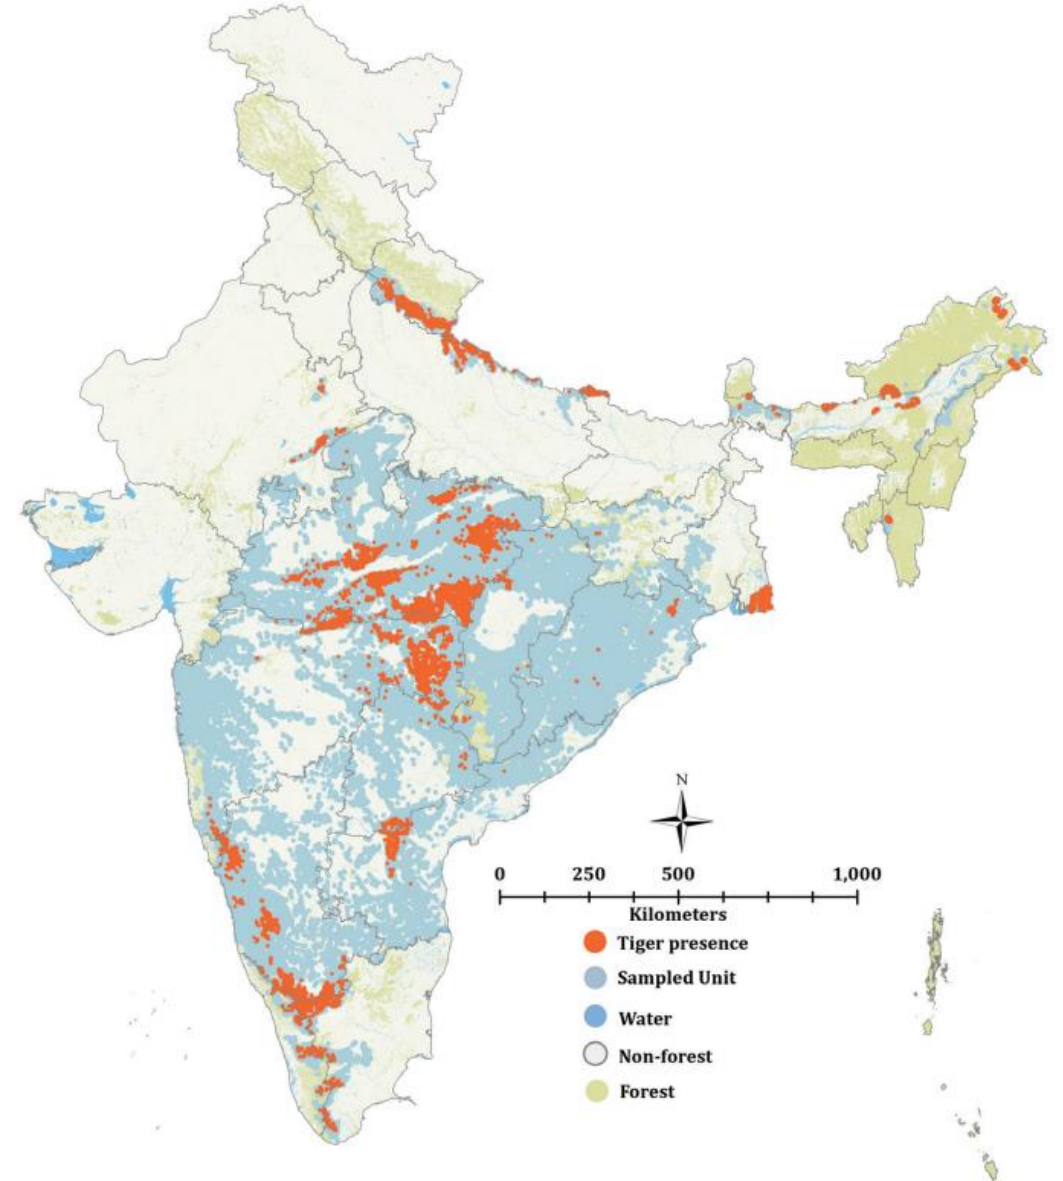 N
0 250 500 1,000
Kilometers
Tiger presence
Sampled Unit
Water
Non-forest
Forest